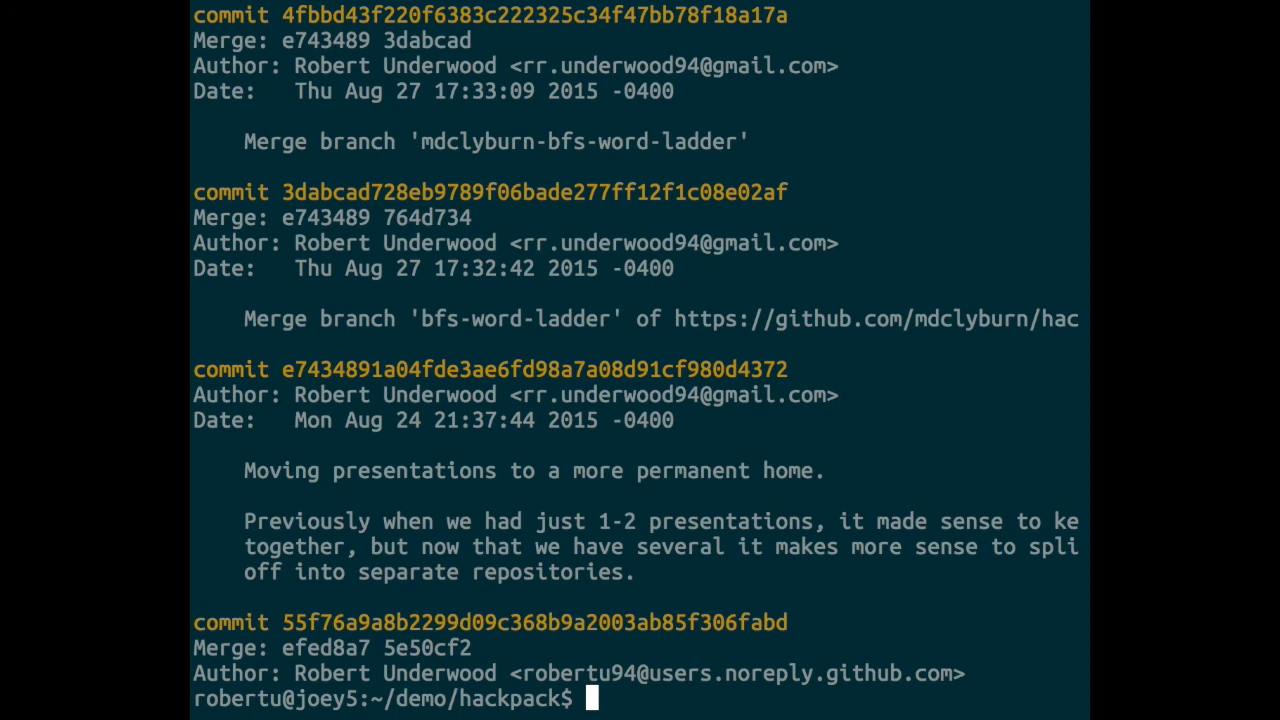 commit 4fbbd43f220f6383c222325c34f47bb78f18a17a
Merge: e743489 3dabcad
Author: Robert Underwood <rr.underwood94@gmail.com>
Date:   Thu Aug 27 17:33:09 2015 -0400
Merge branch 'mdclyburn-bfs-word-ladder'
commit 3dabcad728eb9789f06bade277ff12f1c08e02af
Merge: e743489 764d734
Author: Robert Underwood <rr.underwood94@gmail.com>
Date:   Thu Aug 27 17:32:42 2015 -0400
Merge branch 'bfs-word-ladder' of https://github.com/mdclyburn/hac
commit e7434891a04fde3ae6fd98a7a08d91cf980d4372
Author: Robert Underwood <rr.underwood94@gmail.com>
Date:   Mon Aug 24 21:37:44 2015 -0400
Moving presentations to a more permanent home.
Previously when we had just 1-2 presentations, it made sense to ke
together, but now that we have several it makes more sense to spli
off into separate repositories.
commit 55f76a9a8b2299d09c368b9a2003ab85f306fabd
Merge: efed8a7 5e50cf2
Author: Robert Underwood <robertu94@users.noreply.github.com>
robertu@joey5:~/demo/hackpack$